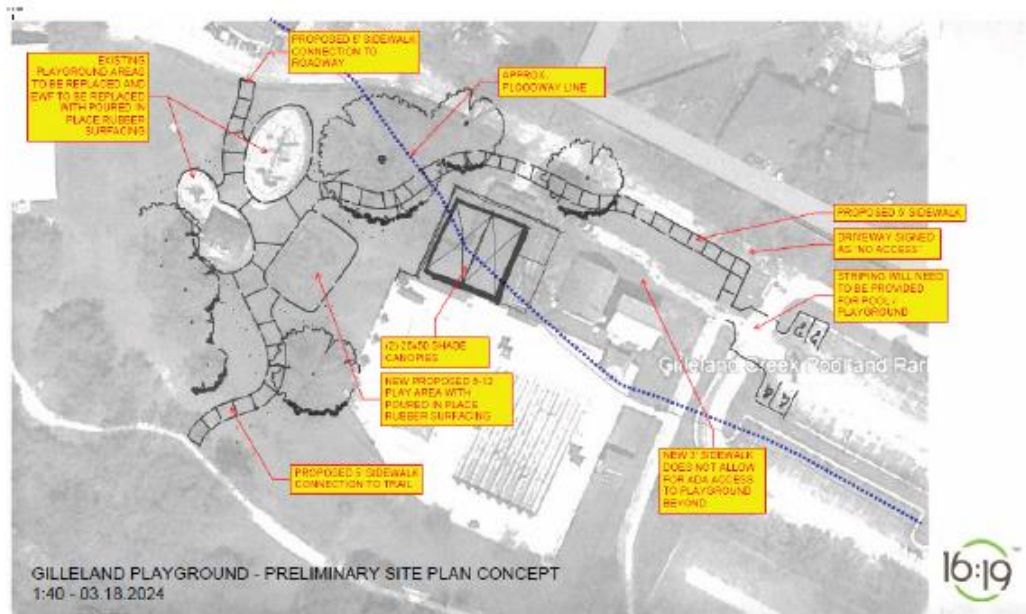 PROPOSED 6' SIDEWALK
CONNECTION TO
ROADWAY
EXISTING
PLAYGROUND AREAS
TO BE REPLACED AND
EWF TO BE REPLACED
WITH POURED IN
PLACE RUBBER
SURFACING
APPROX.
FLOODWAY LINE
PROPOSED 5' SIDEWALK
DRIVEWAY SIGNED
AS "NO ACCESS"
STRIPING WILL NEED
TO BE PROVIDED
FOR POOL /
PLAYGROUND
Gilleland Creek Pool and Par
(2) 25x50 SHADE
CANOPIES
NEW PROPOSED 5-12
PLAY AREA WITH
POURED IN PLACE
RUBBER SURFACING
NEW 3' SIDEWALK
DOES NOT ALLOW
FOR ADA ACCESS
TO PLAYGROUND
BEYOND
PROPOSED 5' SIDEWALK
CONNECTION TO TRAIL
GILLELAND PLAYGROUND - PRELIMINARY SITE PLAN CONCEPT
1:40 - 03.18.2024
16:19